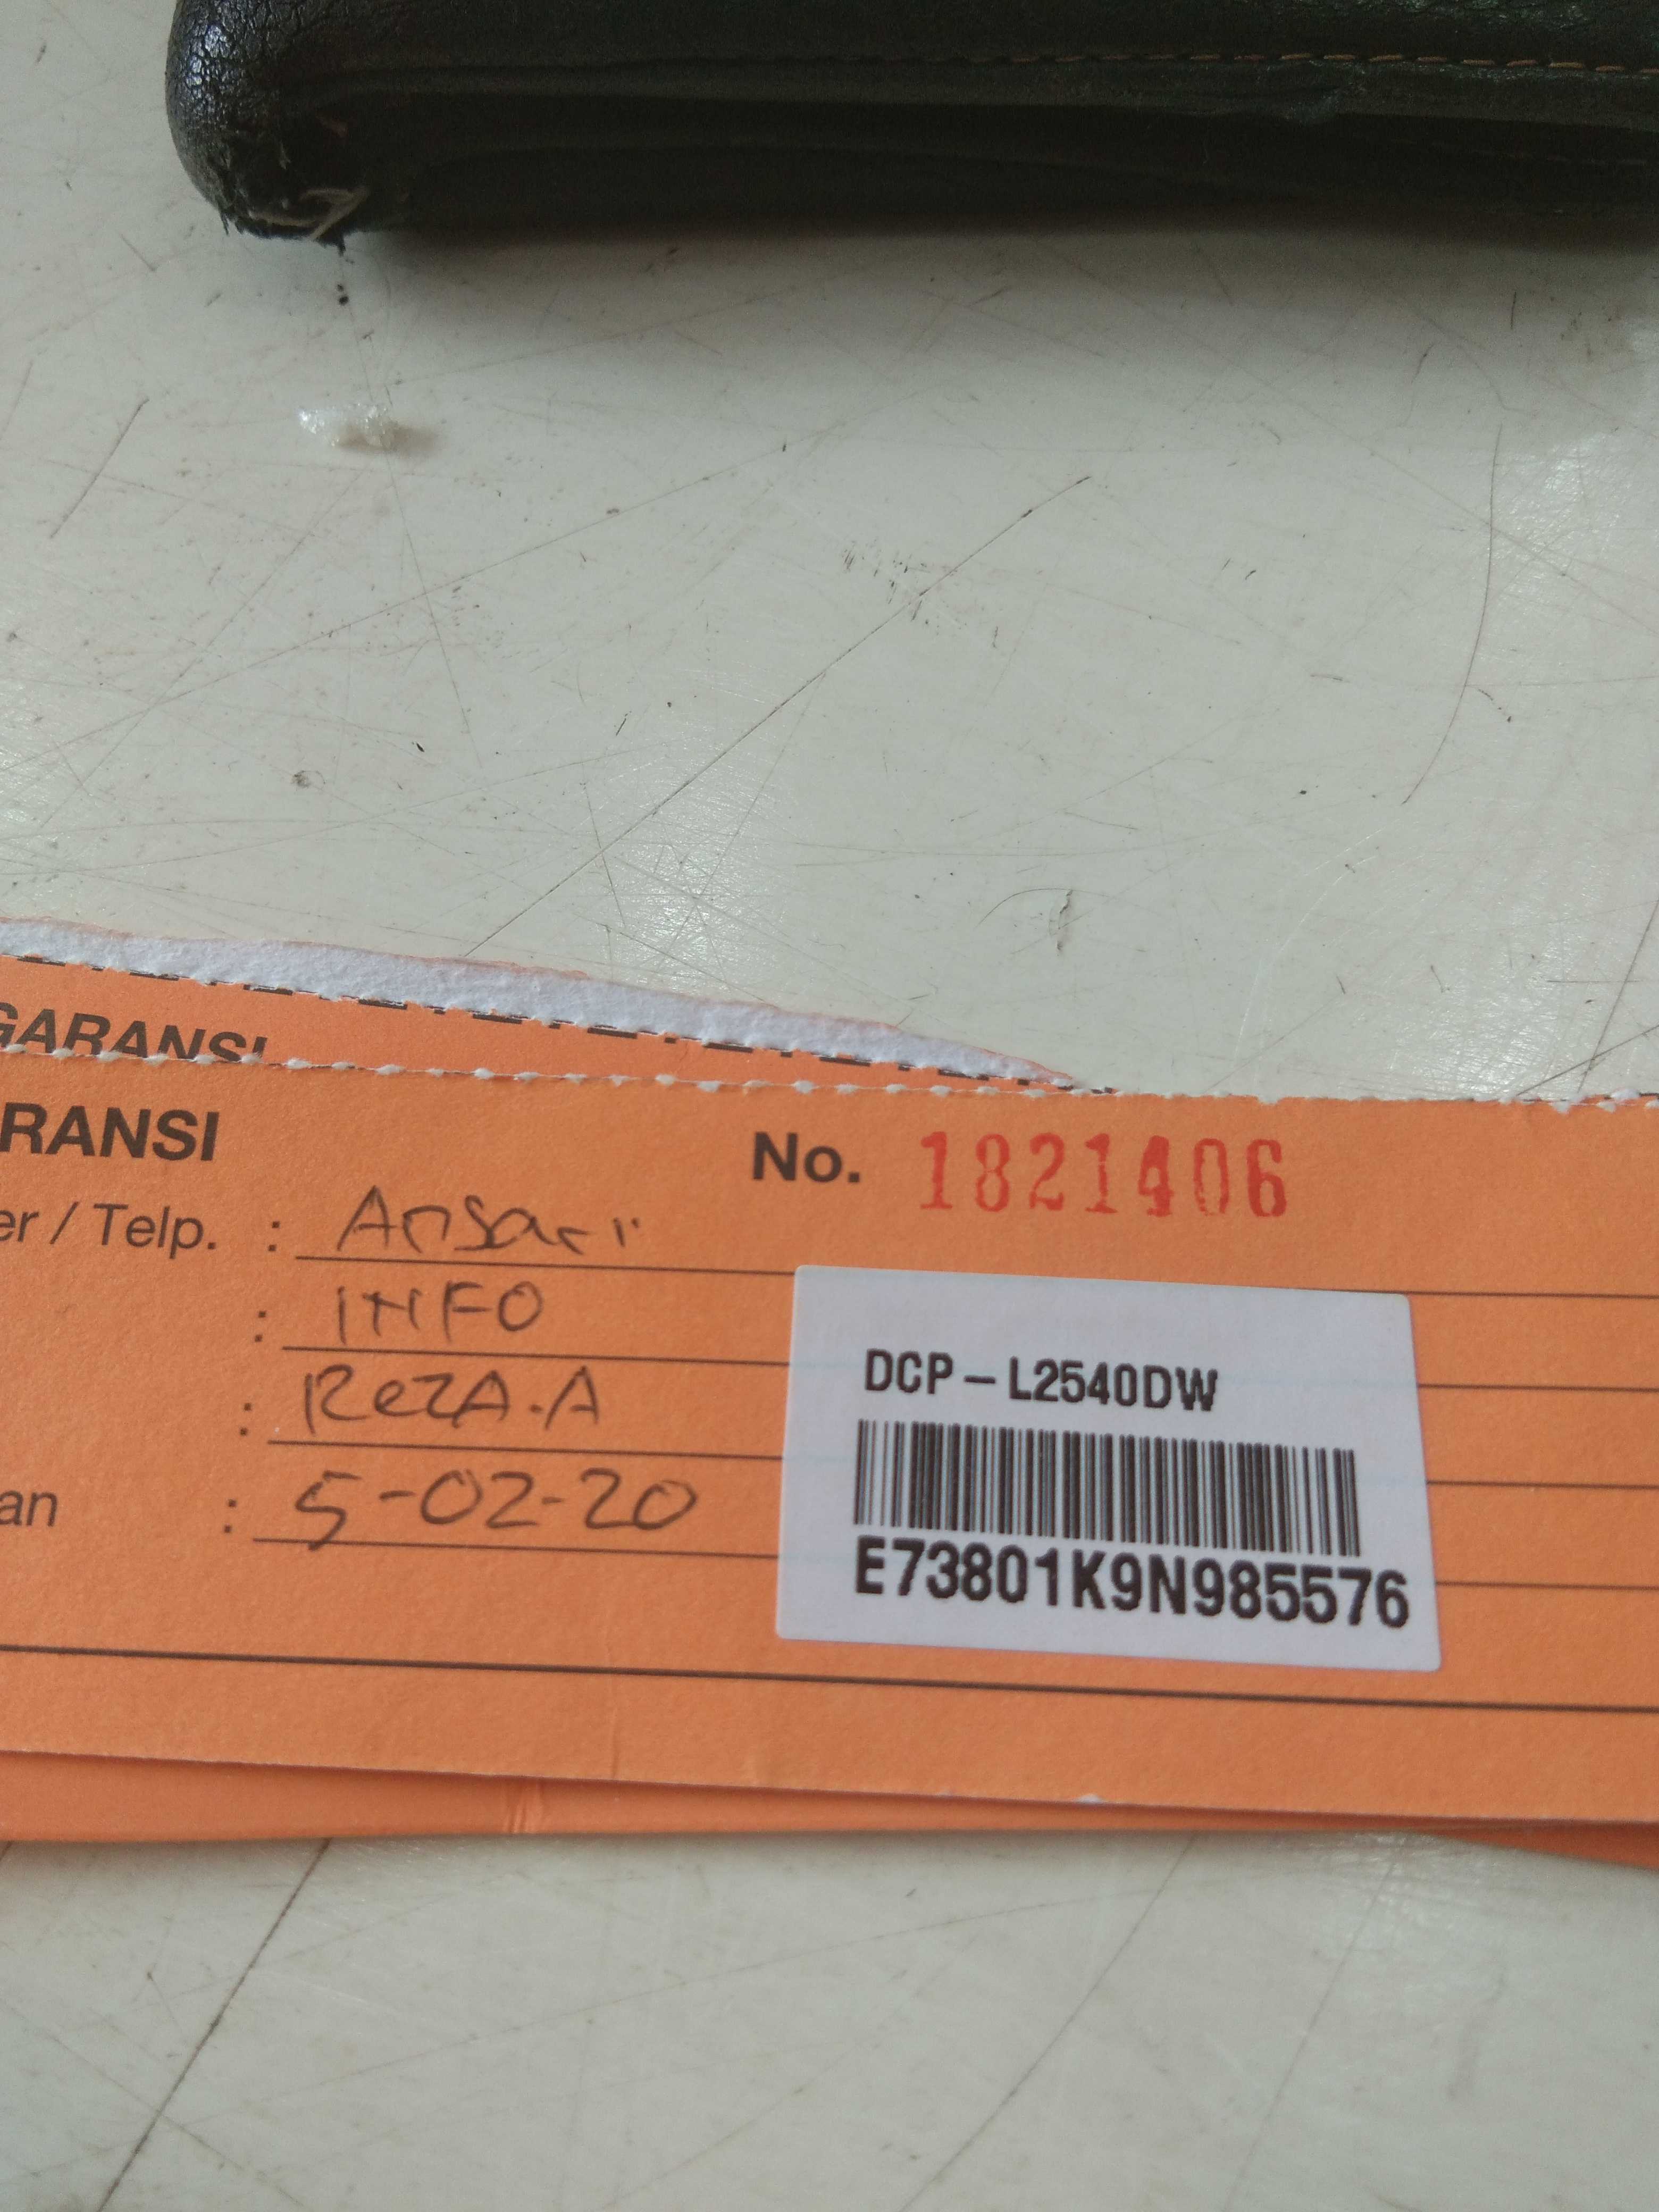 GARANSI
RANSI
No. 1821406
er / Telp. : Ansari
: INFO
: RezA.A
an : 5-02-20
DCP-L2540DW
E73801K9N985576